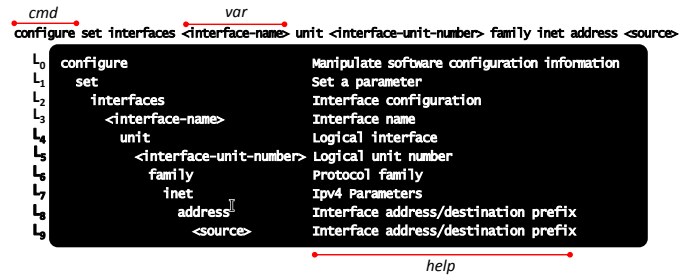 cmd var
configure set interfaces <interface-name> unit <interface-unit-number> family inet address <source>
L0 configure Manipulate software configuration information
L1 set Set a parameter
L2 interfaces Interface configuration
L3 <interface-name> Interface name
L4 unit Logical interface
L5 <interface-unit-number> Logical unit number
L6 family Protocol family
L7 inet Ipv4 Parameters
L8 address Interface address/destination prefix
L9 <source> Interface address/destination prefix
help